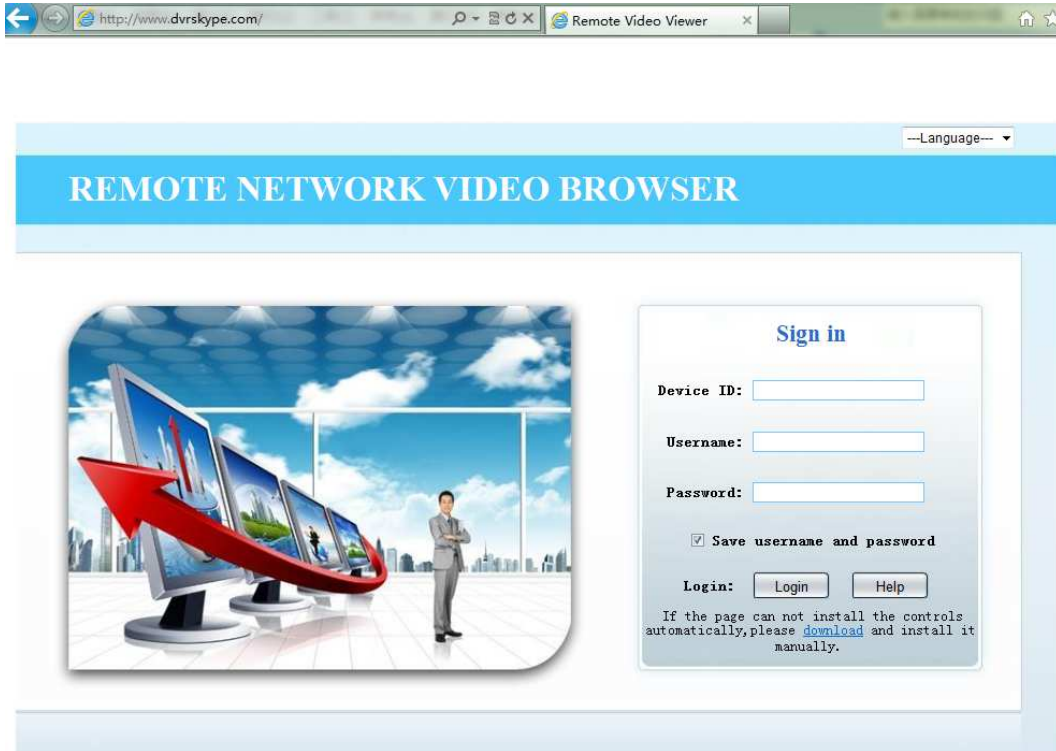 http://www.dvrskype.com/
Remote Video Viewer
---Language---
REMOTE NETWORK VIDEO BROWSER
Sign in
Device ID:
Username:
Password:
Save username and password
Login: Login Help
If the page can not install the controls
automatically,please download and install it
manually.